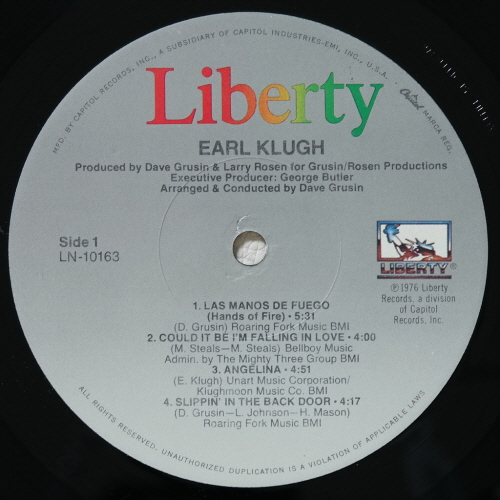 MFD. BY CAPITOL RECORDS, INC., A SUBSIDIARY OF CAPITOL INDUSTRIES-EMI, INC., U.S.A.
Capitol MARCA REG.
Liberty
EARL KLUGH
Produced by Dave Grusin & Larry Rosen for Grusin/Rosen Productions
Executive Producer: George Butler
Arranged & Conducted by Dave Grusin
Side 1
LN-10163
LIBERTY®
℗1976 Liberty
Records, a division
of Capitol
Records, Inc.
1. LAS MANOS DE FUEGO
(Hands of Fire) • 5:31
(D. Grusin) Roaring Fork Music BMI
2. COULD IT BE I'M FALLING IN LOVE • 4:00
(M. Steals—M. Steals) Bellboy Music
Admin. by The Mighty Three Group BMI
3. ANGELINA • 4:51
(E. Klugh) Unart Music Corporation/
Klughmoon Music Co. BMI
4. SLIPPIN' IN THE BACK DOOR • 4:17
(D. Grusin—L. Johnson—H. Mason)
Roaring Fork Music BMI
ALL RIGHTS RESERVED. UNAUTHORIZED DUPLICATION IS A VIOLATION OF APPLICABLE LAWS